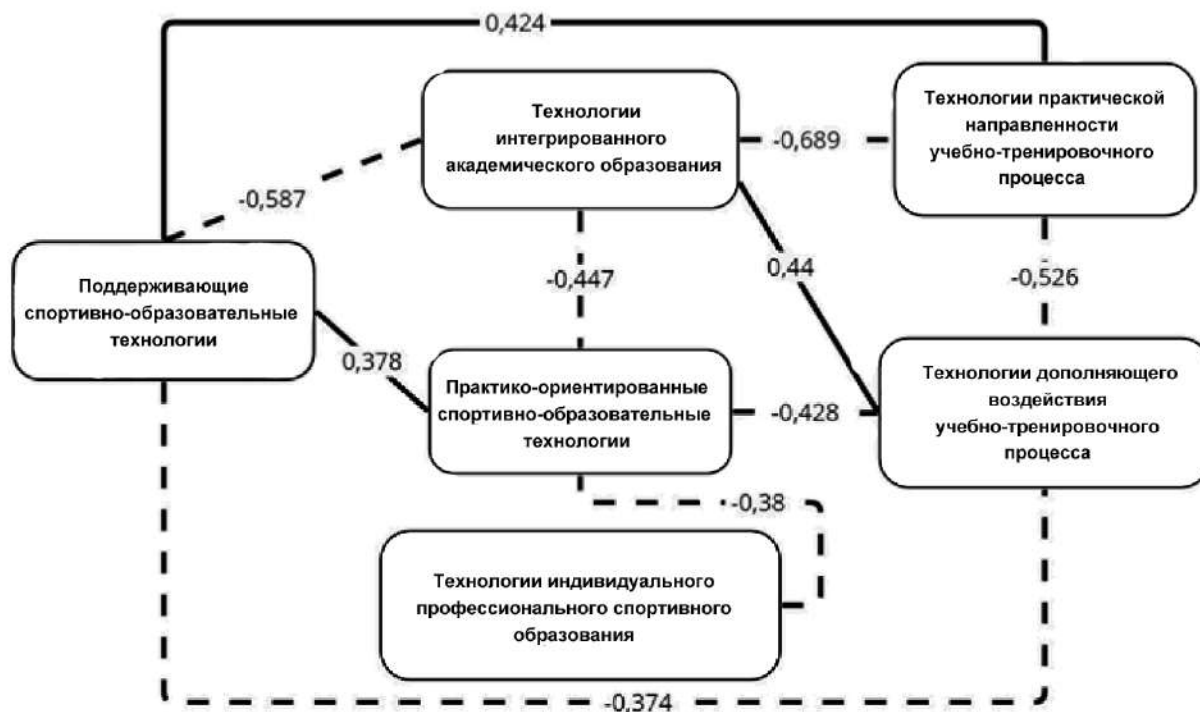 0,424
Технологии
интегрированного
академического образования
-0,689
Технологии практической
направленности
учебно-тренировочного
процесса
-0,587
Поддерживающие
спортивно-образовательные
технологии
-0,447
0,44
-0,526
0,378
Практико-ориентированные
спортивно-образовательные
технологии
-0,428
Технологии дополняющего
воздействия
учебно-тренировочного
процесса
-0,38
Технологии индивидуального
профессионального спортивного
образования
-0,374